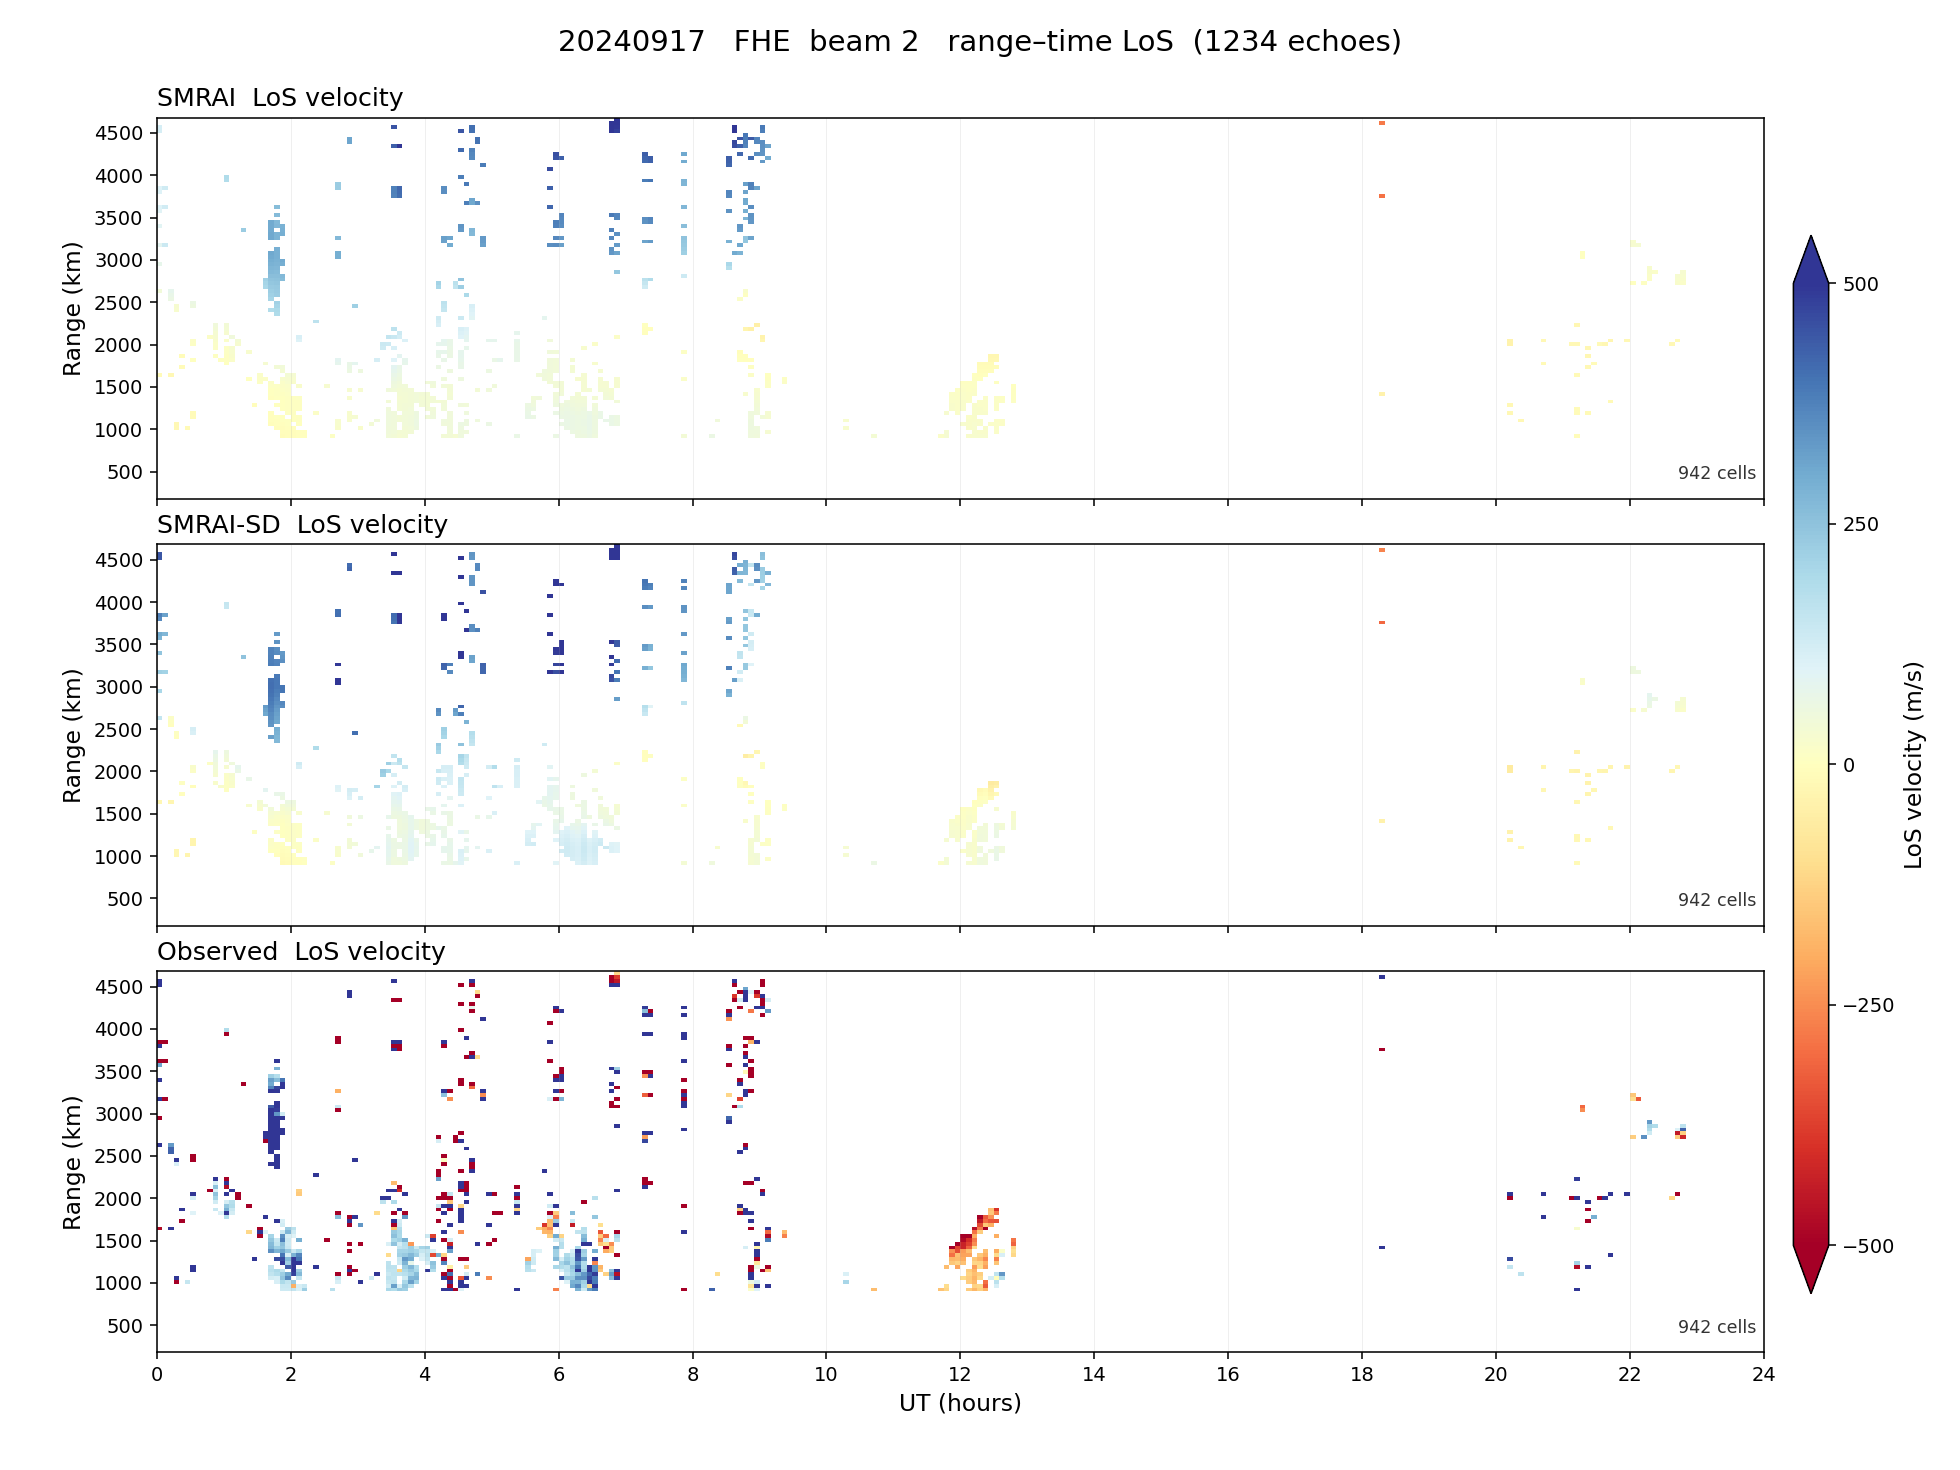 20240917   FHE  beam 2   range–time LoS  (1234 echoes)
SMRAI  LoS velocity
4500
4000
3500
3000
2500
2000
1500
1000
500
Range (km)
942 cells
SMRAI-SD  LoS velocity
4500
4000
3500
3000
2500
2000
1500
1000
500
Range (km)
942 cells
Observed  LoS velocity
4500
4000
3500
3000
2500
2000
1500
1000
500
Range (km)
942 cells
0 2 4 6 8 10 12 14 16 18 20 22 24
UT (hours)
500
250
0
−250
−500
LoS velocity (m/s)